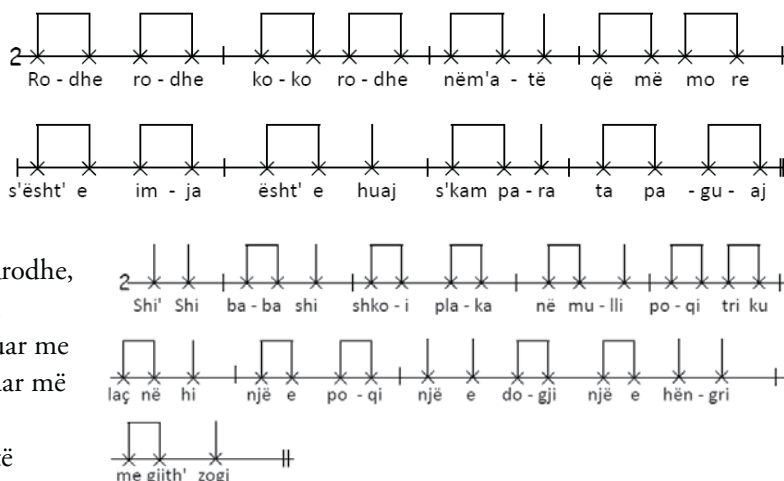 2
Ro - dhe ro - dhe ko - ko ro - dhe nëm'a - të që më mo re
s'ësht' e im - ja ësht' e huaj s'kam pa - ra ta pa - gu - aj
rodhe,
2
Shi' Shi ba - ba shi shko - i pla - ka në mu - lli po - qi tri ku
uar me
laç në hi një e po - qi një e do - gji një e hën - gri
uar më
të
me gjith' zogj